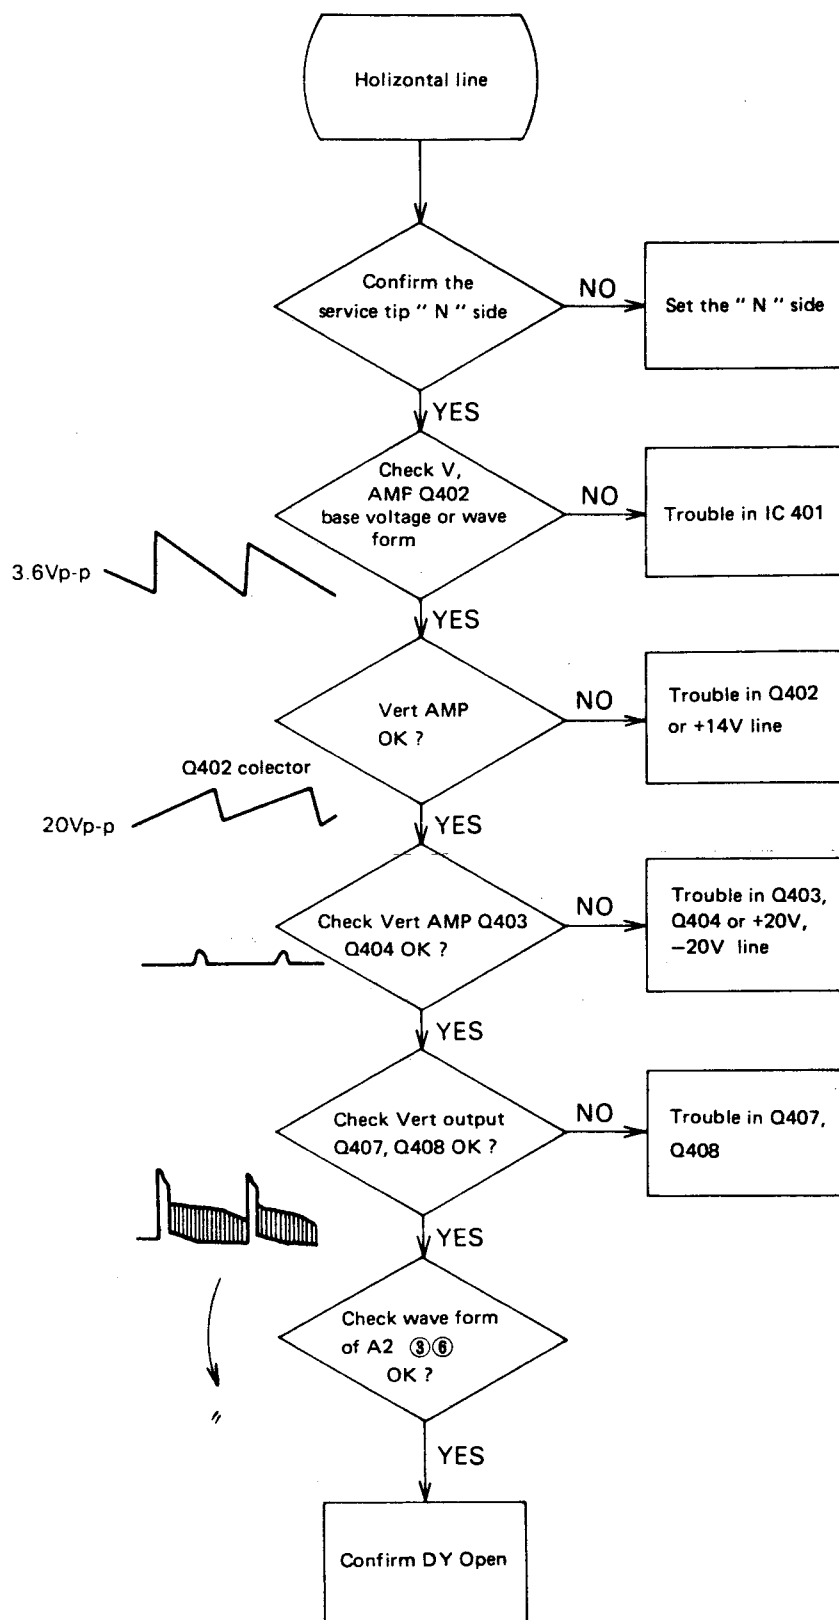 Holizontal line
Confirm the
service tip " N " side
NO
Set the " N " side
YES
Check V,
AMP Q402
base voltage or wave
form
NO
Trouble in IC 401
3.6Vp-p
YES
Vert AMP
OK ?
NO
Trouble in Q402
or +14V line
Q402 colector
20Vp-p
YES
Check Vert AMP Q403
Q404 OK ?
NO
Trouble in Q403,
Q404 or +20V,
−20V line
YES
Check Vert output
Q407, Q408 OK ?
NO
Trouble in Q407,
Q408
YES
Check wave form
of A2 ③⑥
OK ?
〃
YES
Confirm DY Open